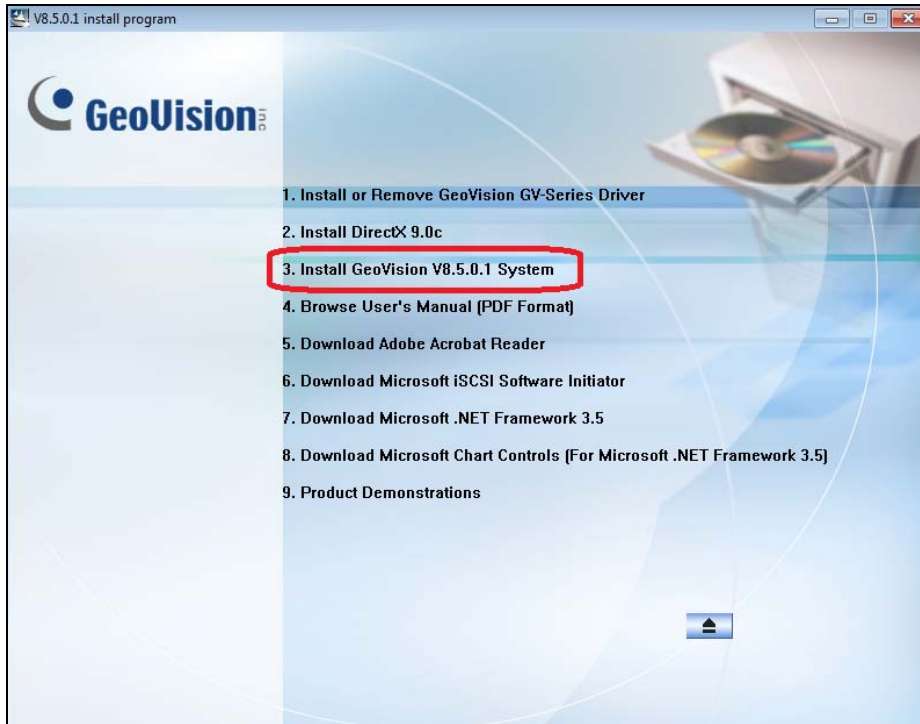 V8.5.0.1 install program
GeoVision inc
1. Install or Remove GeoVision GV-Series Driver
2. Install DirectX 9.0c
3. Install GeoVision V8.5.0.1 System
4. Browse User's Manual (PDF Format)
5. Download Adobe Acrobat Reader
6. Download Microsoft iSCSI Software Initiator
7. Download Microsoft .NET Framework 3.5
8. Download Microsoft Chart Controls (For Microsoft .NET Framework 3.5)
9. Product Demonstrations